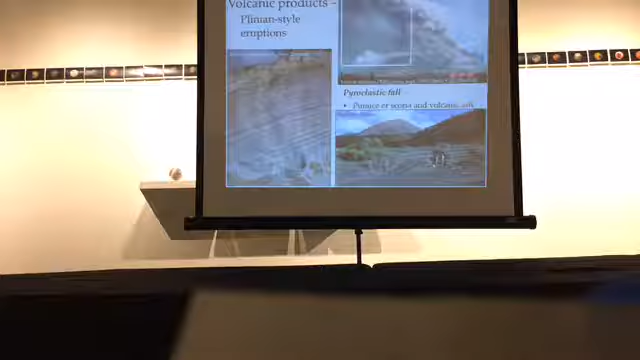 Volcanic products –
Plinian-style
eruptions
Pyroclastic fall
• Pumice or scoria and volcanic ash